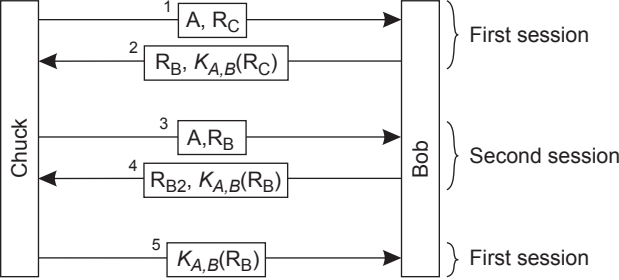 Chuck
Bob
1
A, R_C
First session
2
R_B, K_A,B(R_C)
3
A,R_B
Second session
4
R_B2, K_A,B(R_B)
5
K_A,B(R_B)
First session